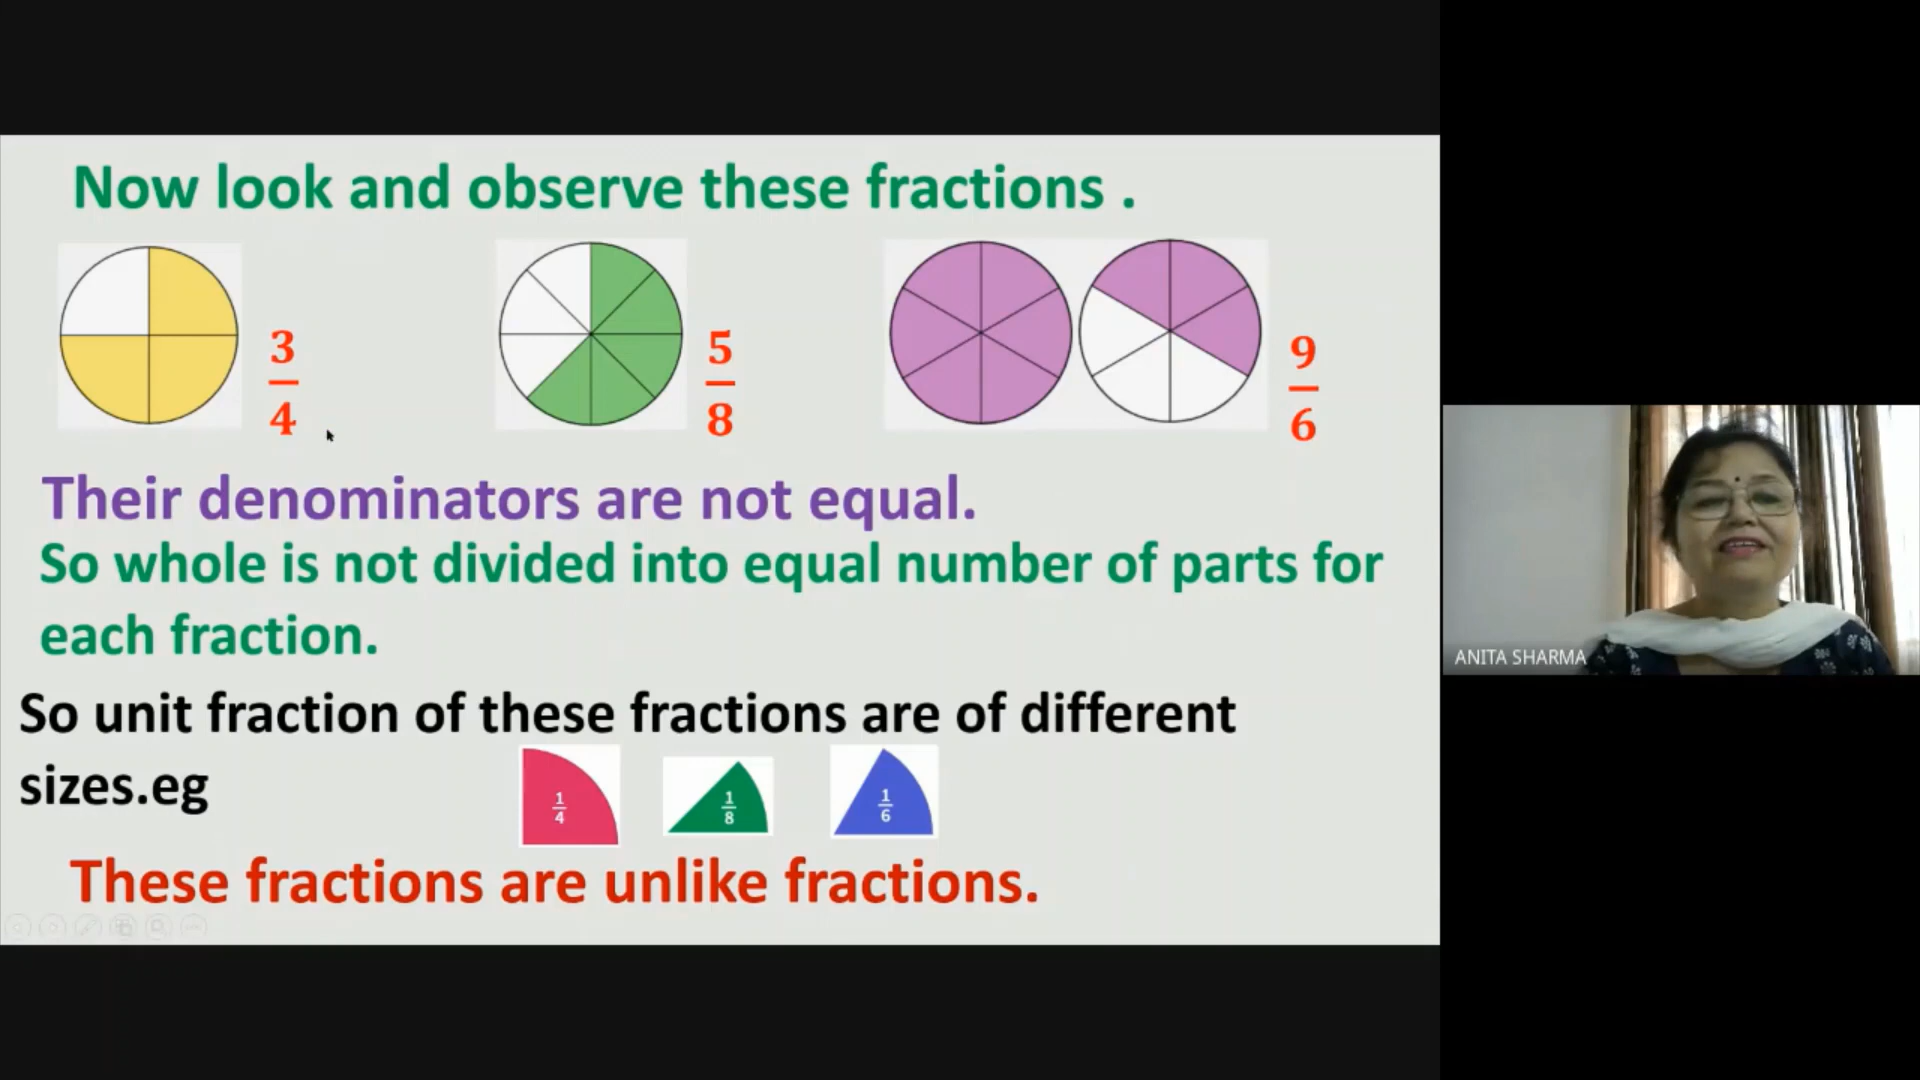 Now look and observe these fractions .
3/4
5/8
9/6
Their denominators are not equal.
So whole is not divided into equal number of parts for
each fraction.
So unit fraction of these fractions are of different
sizes.eg
1/4
1/8
1/6
These fractions are unlike fractions.
ANITA SHARMA